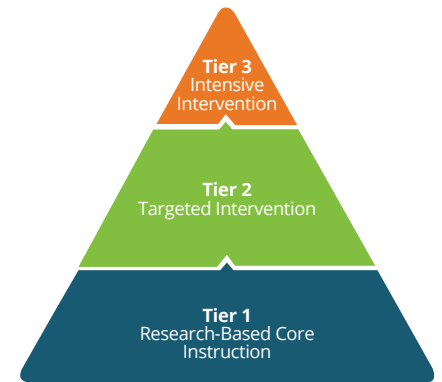 Tier 3
Intensive
Intervention
Tier 2
Targeted Intervention
Tier 1
Research-Based Core
Instruction